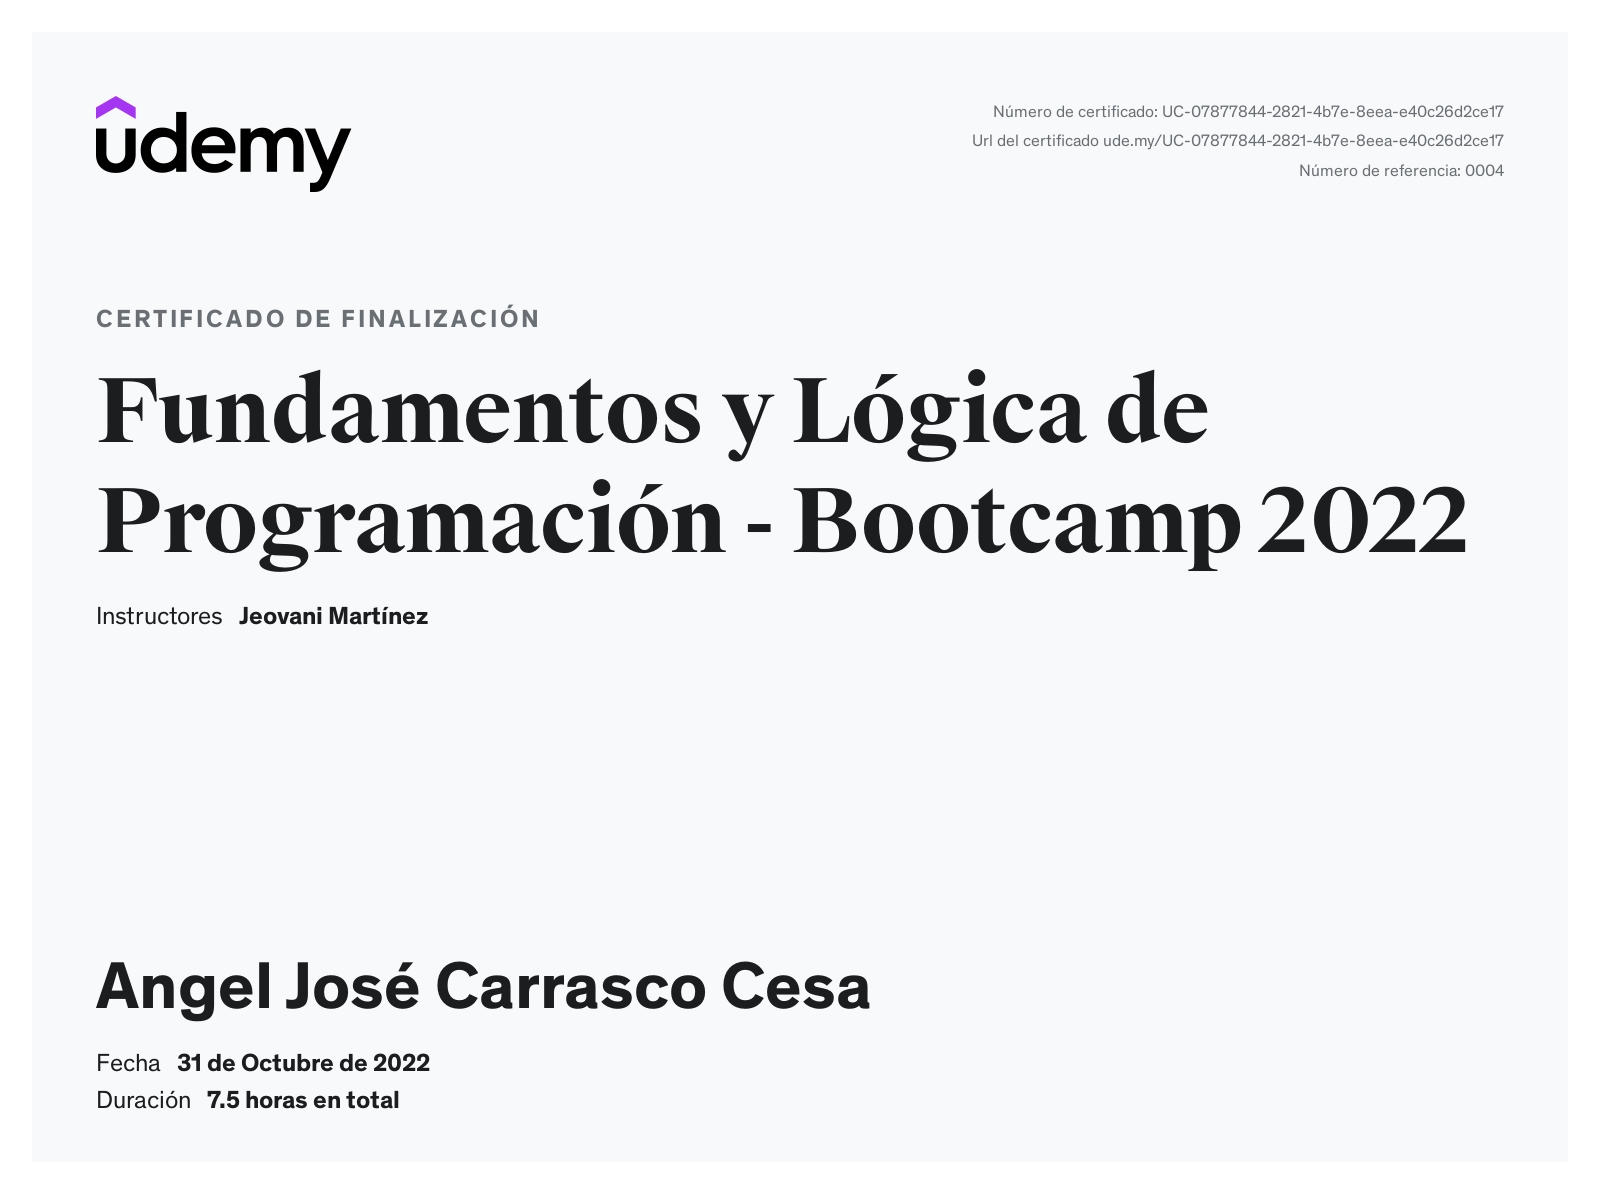 udemy
Número de certificado: UC-07877844-2821-4b7e-8eea-e40c26d2ce17
Url del certificado ude.my/UC-07877844-2821-4b7e-8eea-e40c26d2ce17
Número de referencia: 0004
CERTIFICADO DE FINALIZACIÓN
Fundamentos y Lógica de
Programación - Bootcamp 2022
Instructores Jeovani Martínez
Angel José Carrasco Cesa
Fecha 31 de Octubre de 2022
Duración 7.5 horas en total